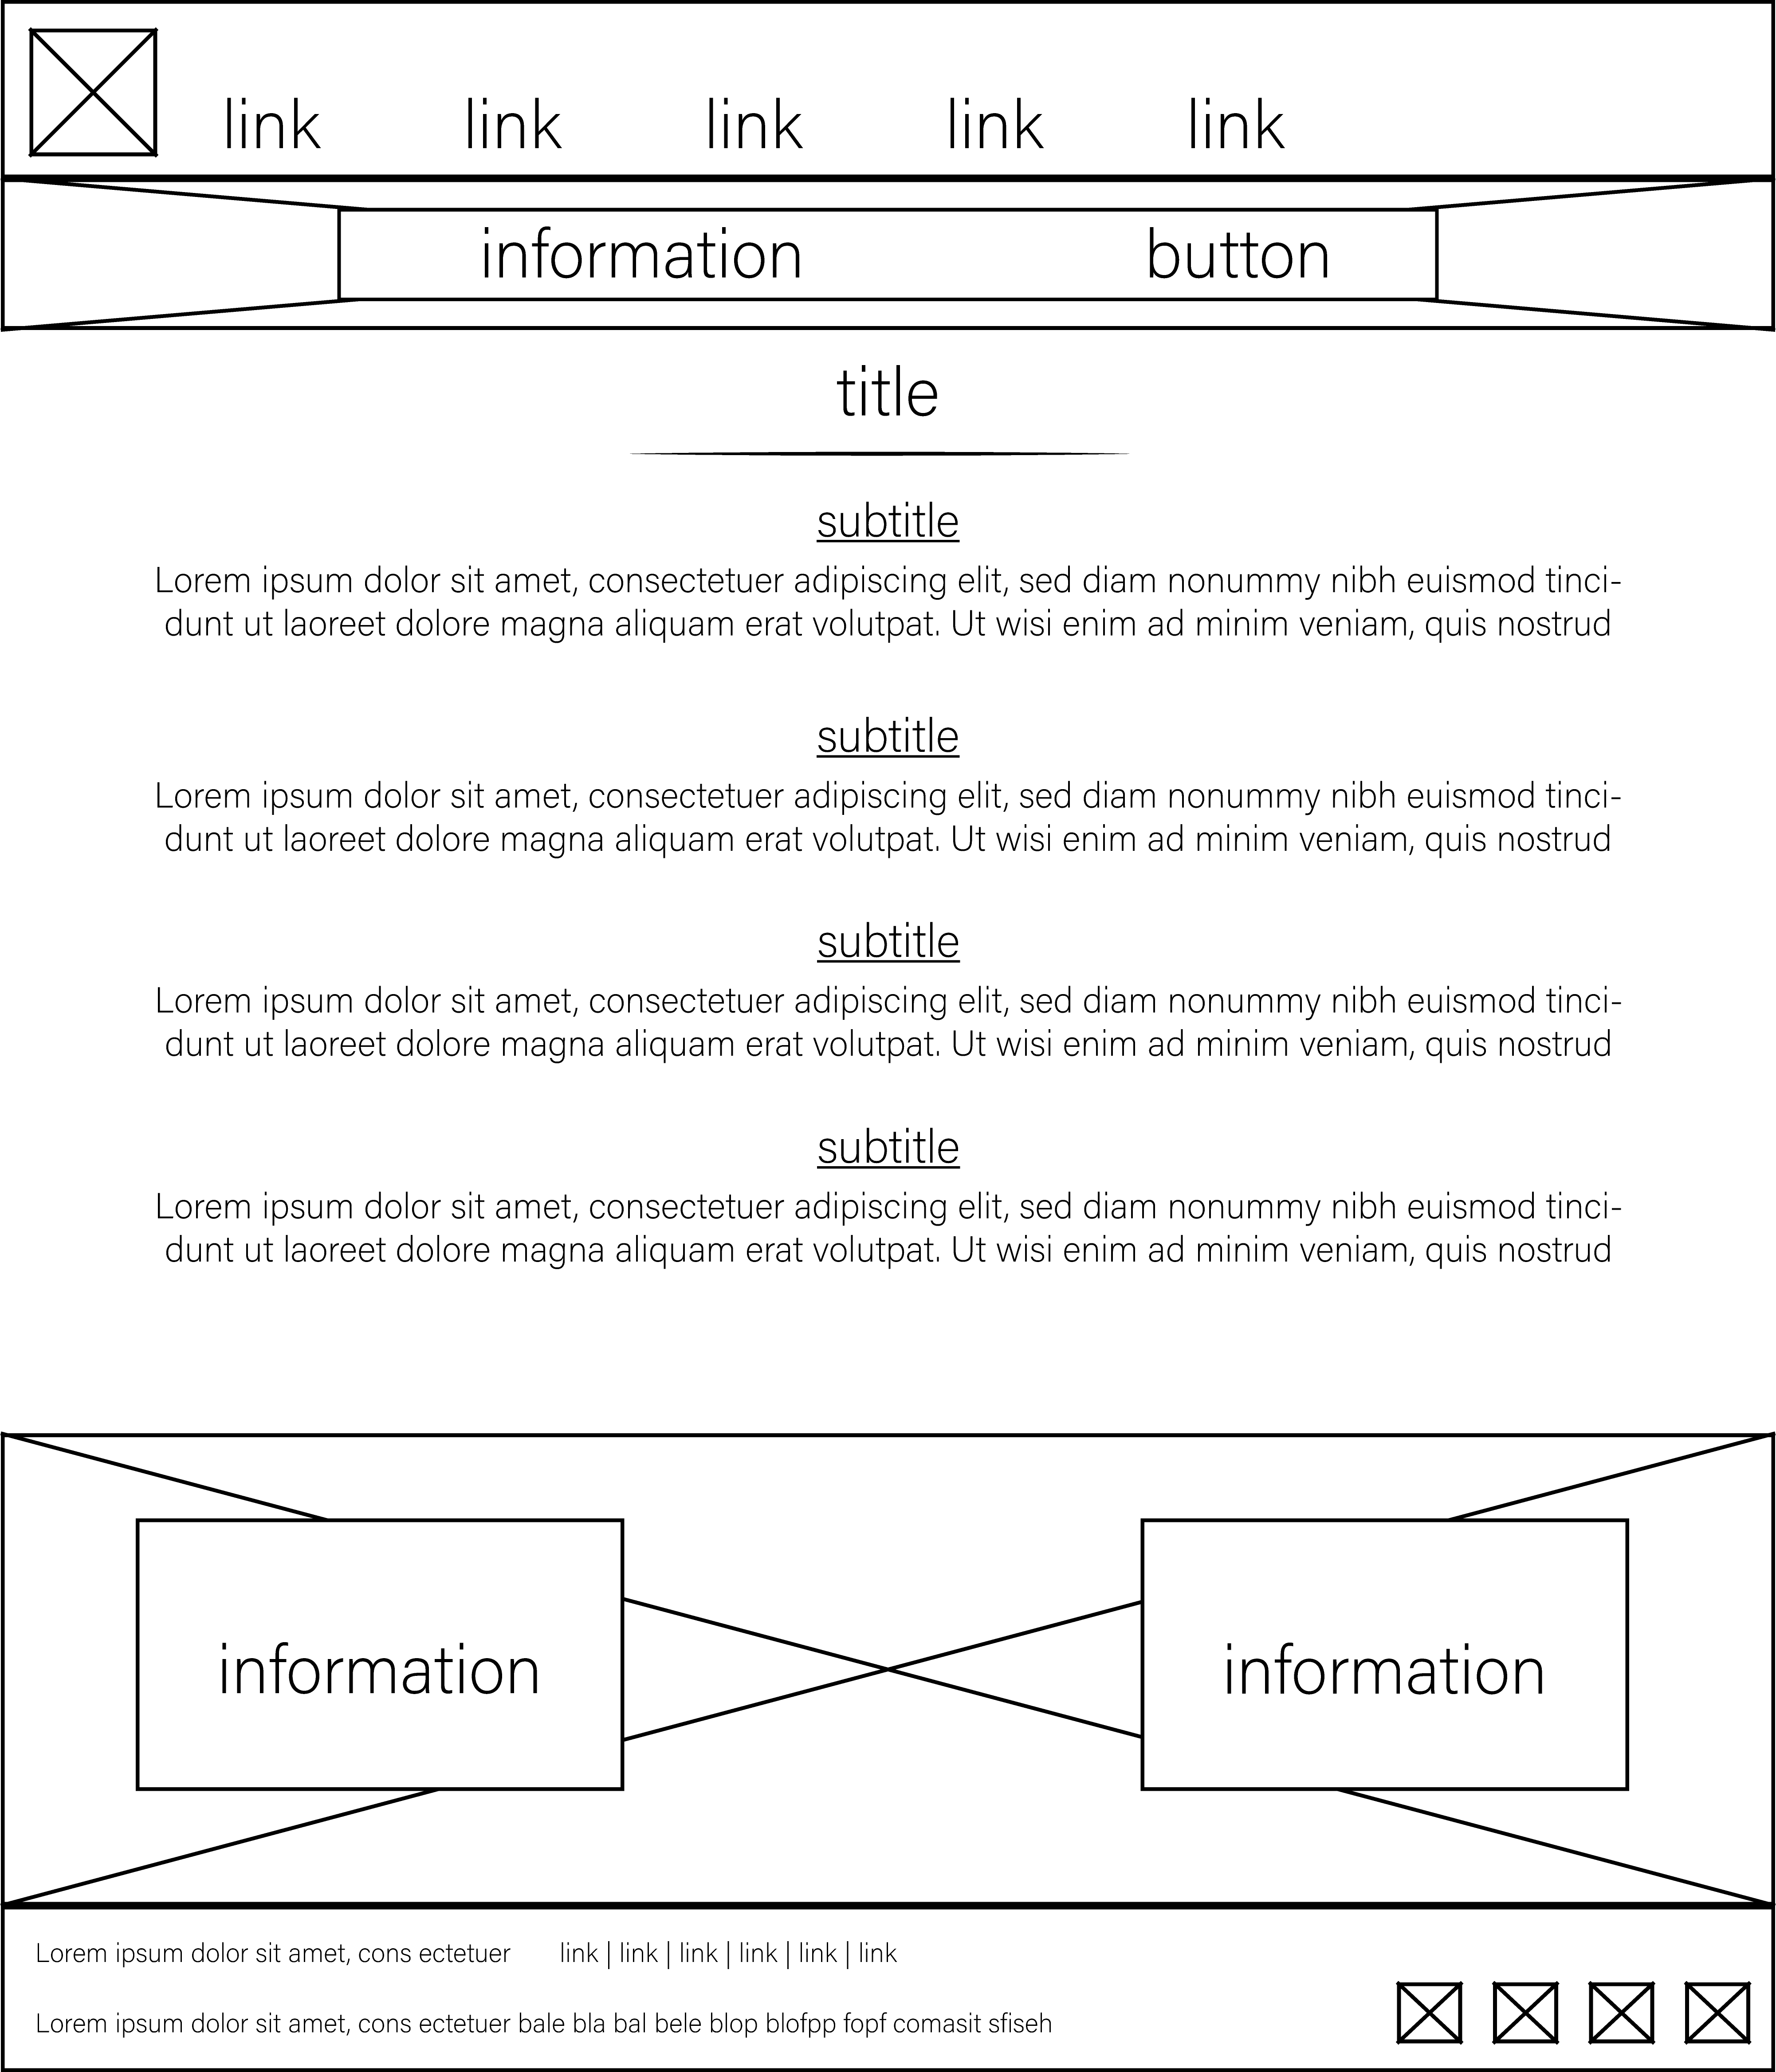 link link link link link
information button
title
subtitle
Lorem ipsum dolor sit amet, consectetuer adipiscing elit, sed diam nonummy nibh euismod tinci-
dunt ut laoreet dolore magna aliquam erat volutpat. Ut wisi enim ad minim veniam, quis nostrud
subtitle
Lorem ipsum dolor sit amet, consectetuer adipiscing elit, sed diam nonummy nibh euismod tinci-
dunt ut laoreet dolore magna aliquam erat volutpat. Ut wisi enim ad minim veniam, quis nostrud
subtitle
Lorem ipsum dolor sit amet, consectetuer adipiscing elit, sed diam nonummy nibh euismod tinci-
dunt ut laoreet dolore magna aliquam erat volutpat. Ut wisi enim ad minim veniam, quis nostrud
subtitle
Lorem ipsum dolor sit amet, consectetuer adipiscing elit, sed diam nonummy nibh euismod tinci-
dunt ut laoreet dolore magna aliquam erat volutpat. Ut wisi enim ad minim veniam, quis nostrud
information information
Lorem ipsum dolor sit amet, cons ectetuer link | link | link | link | link | link
Lorem ipsum dolor sit amet, cons ectetuer bale bla bal bele blop blofpp fopf comasit sfiseh